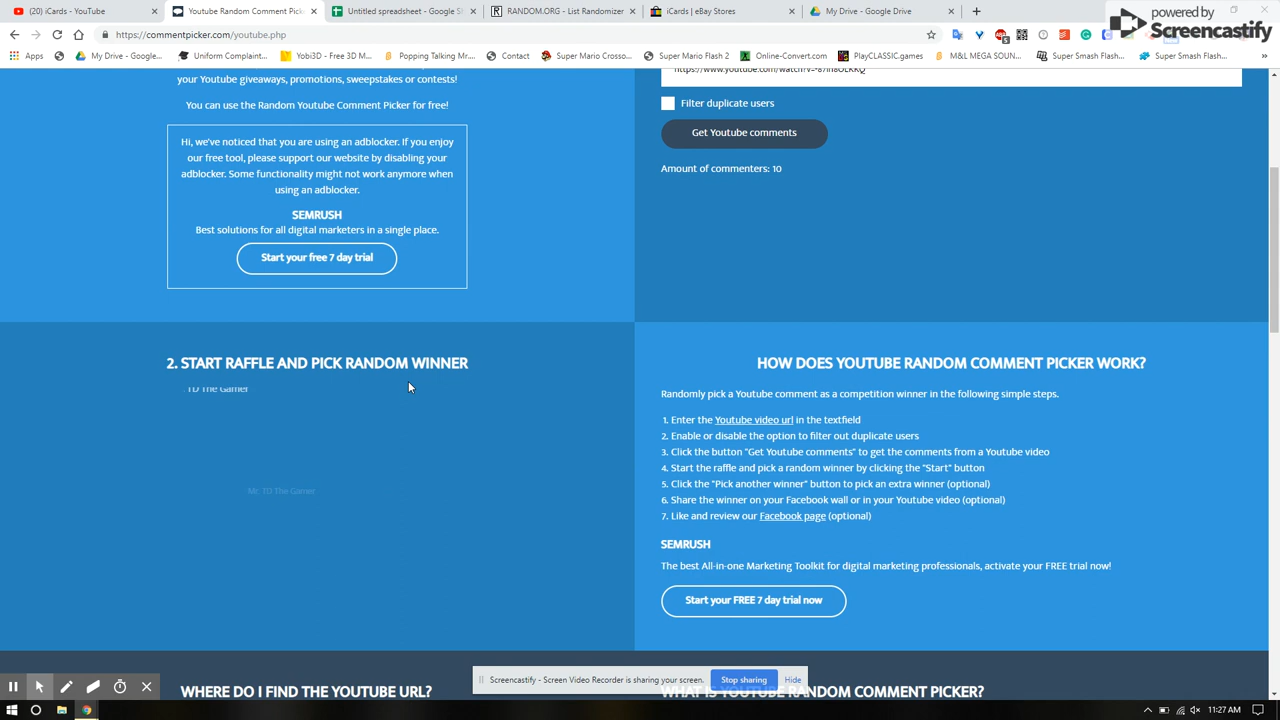 (20) iCards - YouTube
Youtube Random Comment Pick
Untitled spreadsheet - Google S
RANDOM.ORG - List Randomizer
iCards | eBay Stores
My Drive - Google Drive
powered by
Screencastify
https://commentpicker.com/youtube.php
Apps
My Drive - Google...
Uniform Complaint...
Yobi3D - Free 3D M...
Popping Talking Mr....
Contact
Super Mario Crosso...
Super Mario Flash 2
Online-Convert.com
PlayCLASSIC.games
M&L MEGA SOUN...
Super Smash Flash...
Super Smash Flash...
your Youtube giveaways, promotions, sweepstakes or contests!
You can use the Random Youtube Comment Picker for free!
Hi, we've noticed that you are using an adblocker. If you enjoy
our free tool, please support our website by disabling your
adblocker. Some functionality might not work anymore when
using an adblocker.
SEMRUSH
Best solutions for all digital marketers in a single place.
Start your free 7 day trial
Filter duplicate users
Get Youtube comments
Amount of commenters: 10
2. START RAFFLE AND PICK RANDOM WINNER
TD The Gamer
Mr. TD The Gamer
HOW DOES YOUTUBE RANDOM COMMENT PICKER WORK?
Randomly pick a Youtube comment as a competition winner in the following simple steps.
1. Enter the Youtube video url in the textfield
2. Enable or disable the option to filter out duplicate users
3. Click the button "Get Youtube comments" to get the comments from a Youtube video
4. Start the raffle and pick a random winner by clicking the "Start" button
5. Click the "Pick another winner" button to pick an extra winner (optional)
6. Share the winner on your Facebook wall or in your Youtube video (optional)
7. Like and review our Facebook page (optional)
SEMRUSH
The best All-in-one Marketing Toolkit for digital marketing professionals, activate your FREE trial now!
Start your FREE 7 day trial now
Screencastify - Screen Video Recorder is sharing your screen.
Stop sharing
Hide
WHERE DO I FIND THE YOUTUBE URL?
WHAT IS YOUTUBE RANDOM COMMENT PICKER?
11:27 AM